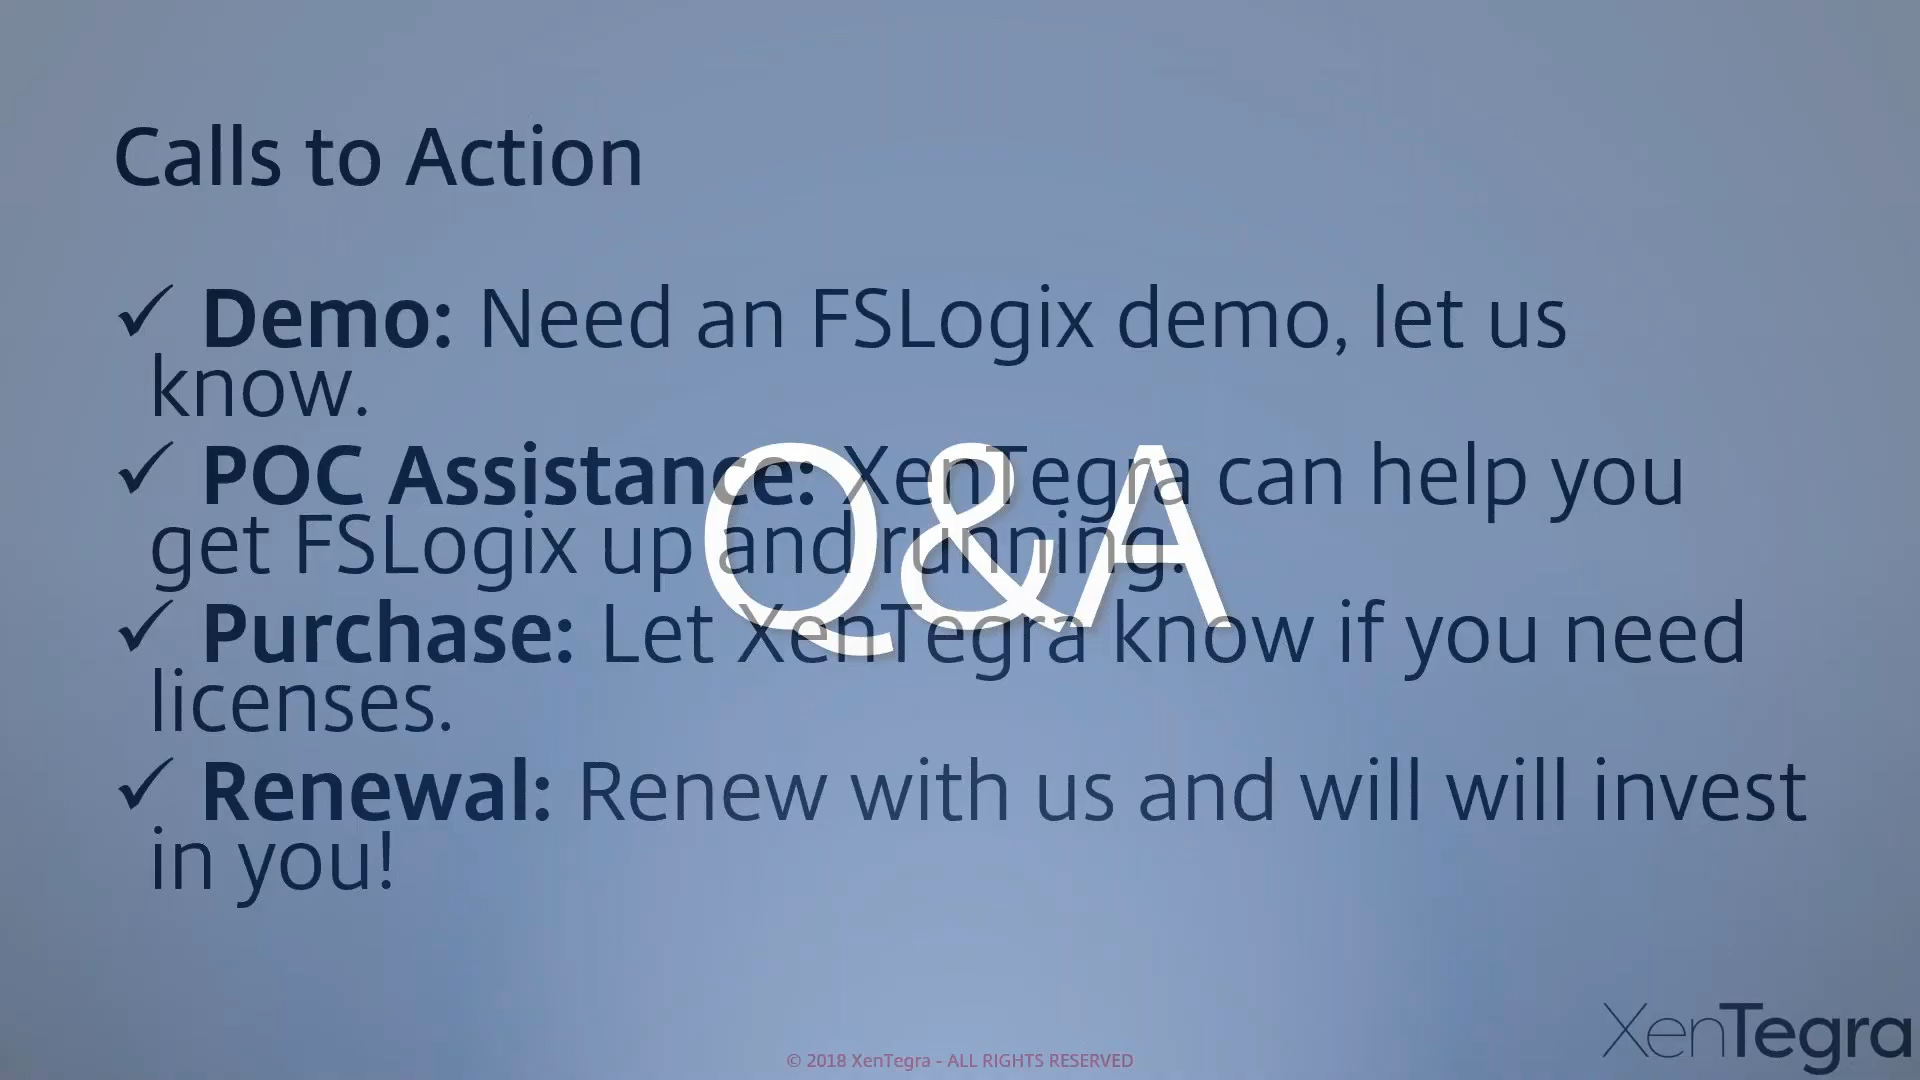 Calls to Action
✓ Demo: Need an FSLogix demo, let us
know.
✓ POC Assistance: XenTegra can help you
get FSLogix up and running.
✓ Purchase: Let XenTegra know if you need
licenses.
✓ Renewal: Renew with us and will will invest
in you!
Q&A
XenTegra
© 2018 XenTegra - ALL RIGHTS RESERVED